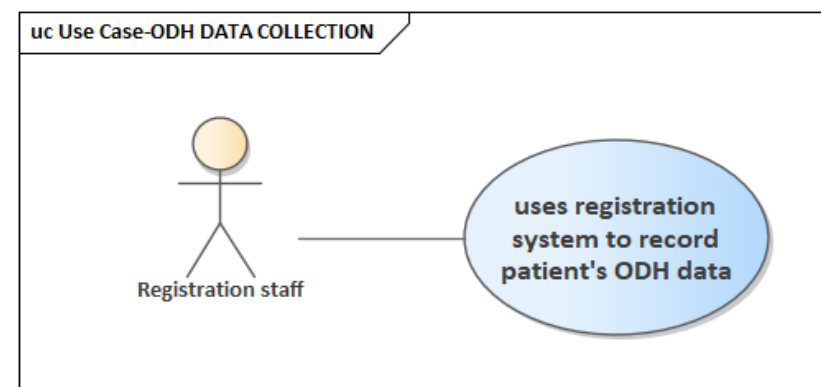 uc Use Case-ODH DATA COLLECTION
uses registration
system to record
patient's ODH data
Registration staff